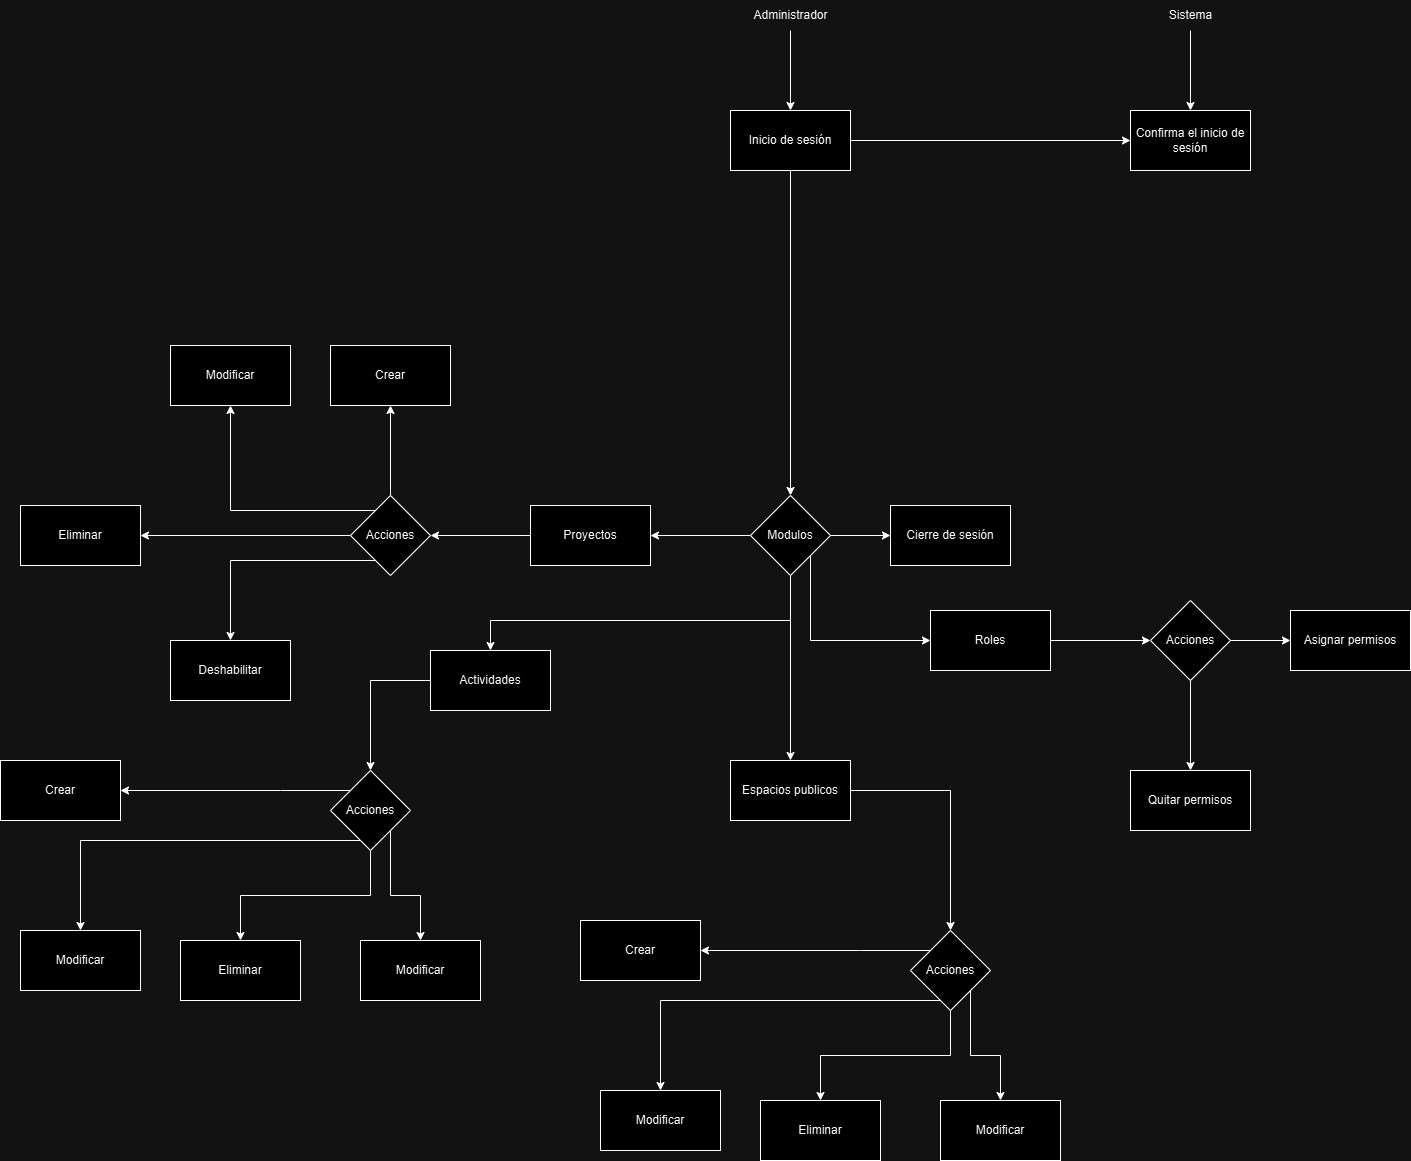 Administrador
Sistema
Inicio de sesión
Confirma el inicio de
sesión
Modificar
Crear
Eliminar
Acciones
Proyectos
Modulos
Cierre de sesión
Deshabilitar
Actividades
Roles
Acciones
Asignar permisos
Crear
Acciones
Espacios publicos
Quitar permisos
Modificar
Eliminar
Modificar
Crear
Acciones
Modificar
Eliminar
Modificar